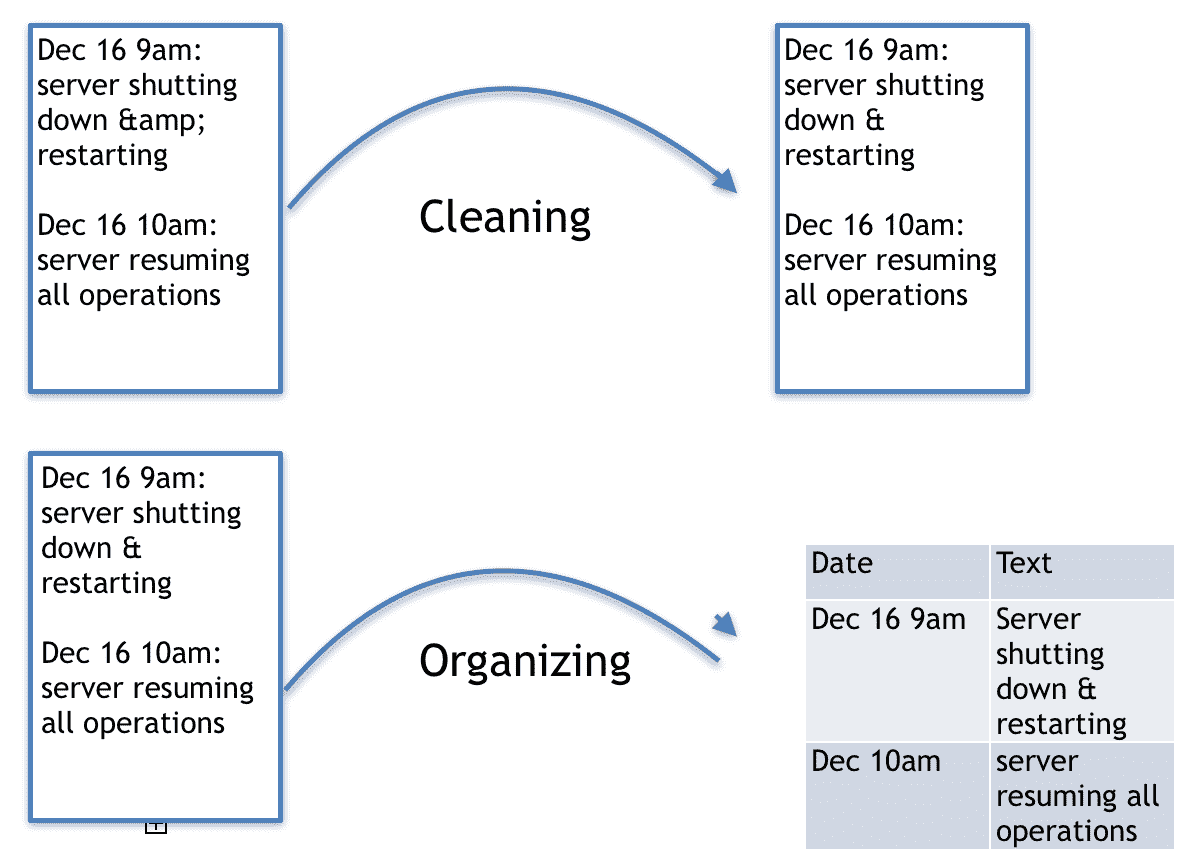 Dec 16 9am:
server shutting
down &amp;
restarting
Dec 16 10am:
server resuming
all operations
Cleaning
Dec 16 9am:
server shutting
down &
restarting
Dec 16 10am:
server resuming
all operations
Dec 16 9am:
server shutting
down &
restarting
Dec 16 10am:
server resuming
all operations
Organizing
Date Text
Dec 16 9am Server
shutting
down &
restarting
Dec 10am server
resuming all
operations